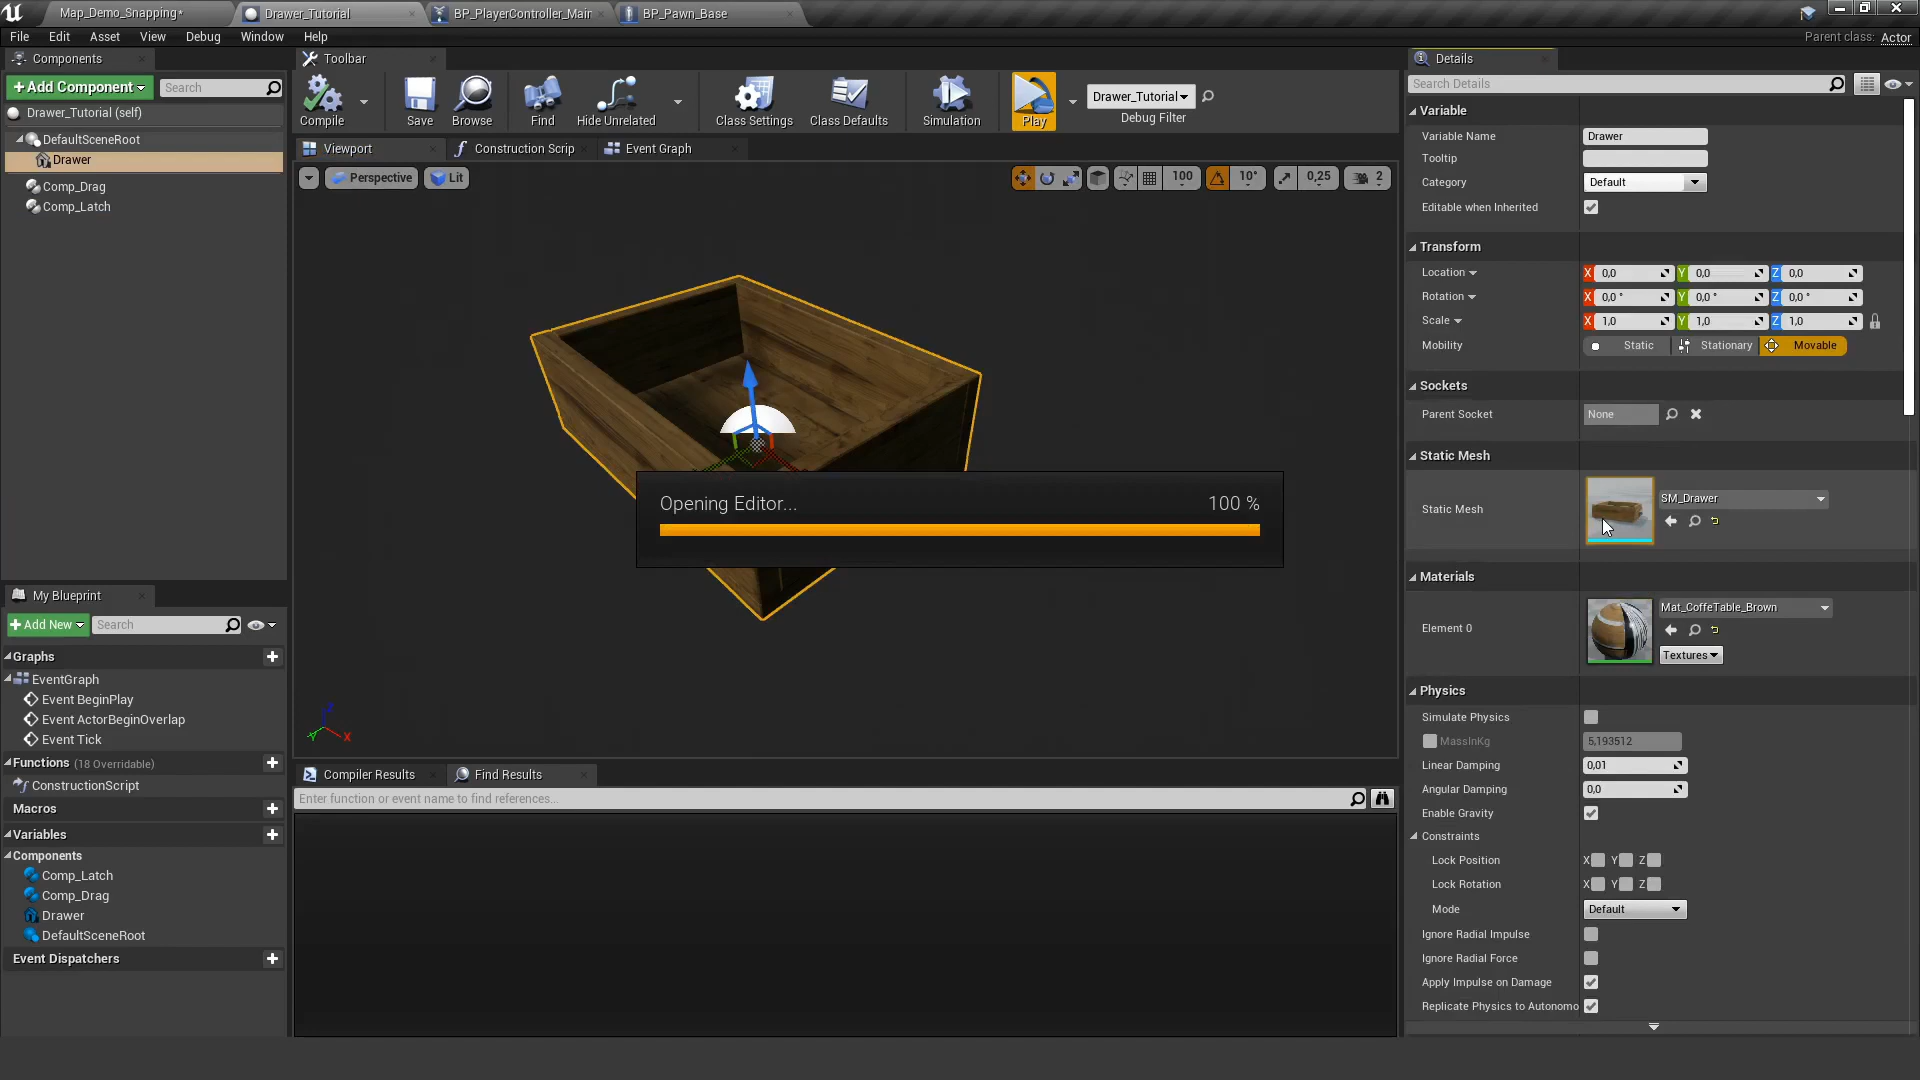 Map_Demo_Snapping*
Drawer_Tutorial
BP_PlayerController_Main
BP_Pawn_Base
File Edit Asset View Debug Window Help
Parent class: Actor
Components
Add Component
Search
Drawer_Tutorial (self)
DefaultSceneRoot
Drawer
Comp_Drag
Comp_Latch
Toolbar
Compile
Save
Browse
Find
Hide Unrelated
Class Settings
Class Defaults
Simulation
Play
Drawer_Tutorial
Debug Filter
Viewport
Construction Scrip
Event Graph
Perspective
Lit
100
10°
0,25
2
Opening Editor...
100 %
My Blueprint
Add New
Search
Graphs
EventGraph
Event BeginPlay
Event ActorBeginOverlap
Event Tick
Functions (18 Overridable)
ConstructionScript
Macros
Variables
Components
Comp_Latch
Comp_Drag
Drawer
DefaultSceneRoot
Event Dispatchers
Compiler Results
Find Results
Enter function or event name to find references...
Details
Search Details
Variable
Variable Name Drawer
Tooltip
Category Default
Editable when Inherited
Transform
Location X 0,0 Y 0,0 Z 0,0
Rotation X 0,0 ° Y 0,0 ° Z 0,0 °
Scale X 1,0 Y 1,0 Z 1,0
Mobility Static Stationary Movable
Sockets
Parent Socket None
Static Mesh
Static Mesh SM_Drawer
Materials
Element 0 Mat_CoffeTable_Brown
Textures
Physics
Simulate Physics
MassInKg 5,193512
Linear Damping 0,01
Angular Damping 0,0
Enable Gravity
Constraints
Lock Position X Y Z
Lock Rotation X Y Z
Mode Default
Ignore Radial Impulse
Ignore Radial Force
Apply Impulse on Damage
Replicate Physics to Autonomo